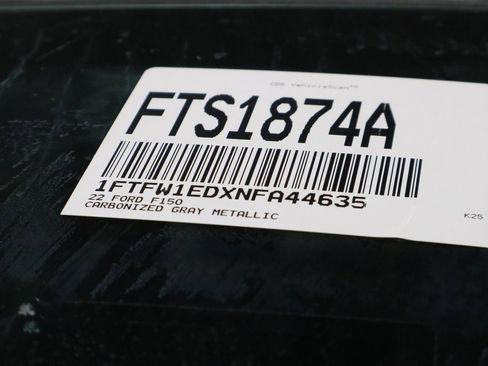 CDK VehicleScan™
FTS1874A
1FTFW1EDXNFA44635
22 FORD F150
CARBONIZED GRAY METALLIC
K25